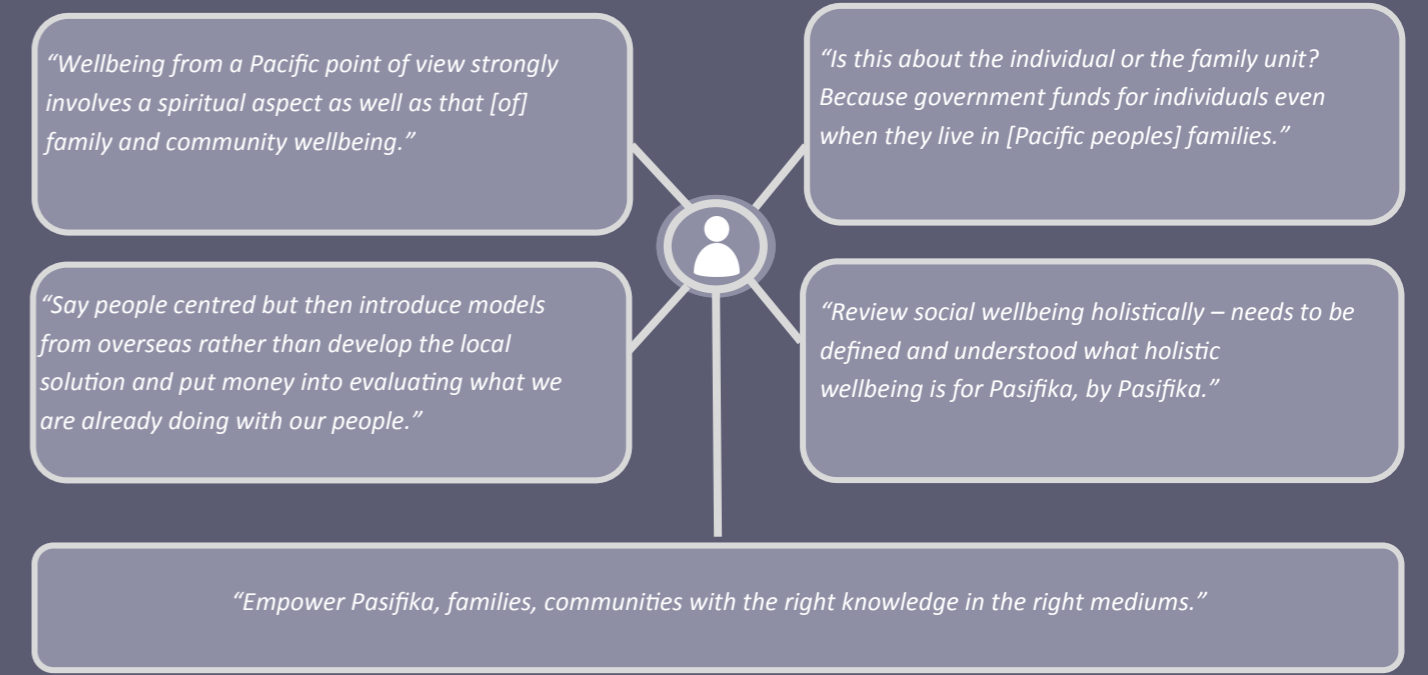 “Wellbeing from a Pacific point of view strongly
involves a spiritual aspect as well as that [of]
family and community wellbeing.”
“Is this about the individual or the family unit?
Because government funds for individuals even
when they live in [Pacific peoples] families.”
“Say people centred but then introduce models
from overseas rather than develop the local
solution and put money into evaluating what we
are already doing with our people.”
“Review social wellbeing holistically – needs to be
defined and understood what holistic
wellbeing is for Pasifika, by Pasifika.”
“Empower Pasifika, families, communities with the right knowledge in the right mediums.”